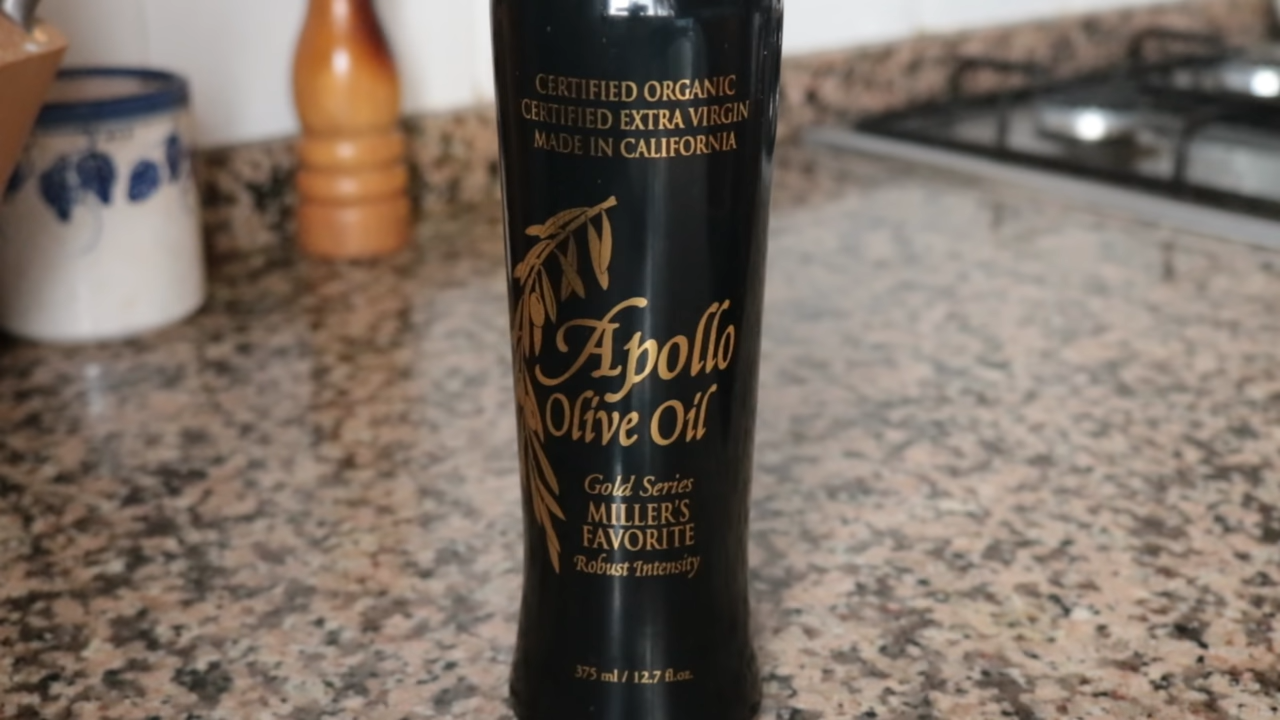 CERTIFIED ORGANIC
CERTIFIED EXTRA VIRGIN
MADE IN CALIFORNIA
Apollo
Olive Oil
Gold Series
MILLER'S
FAVORITE
Robust Intensity
375 ml / 12.7 fl.oz.